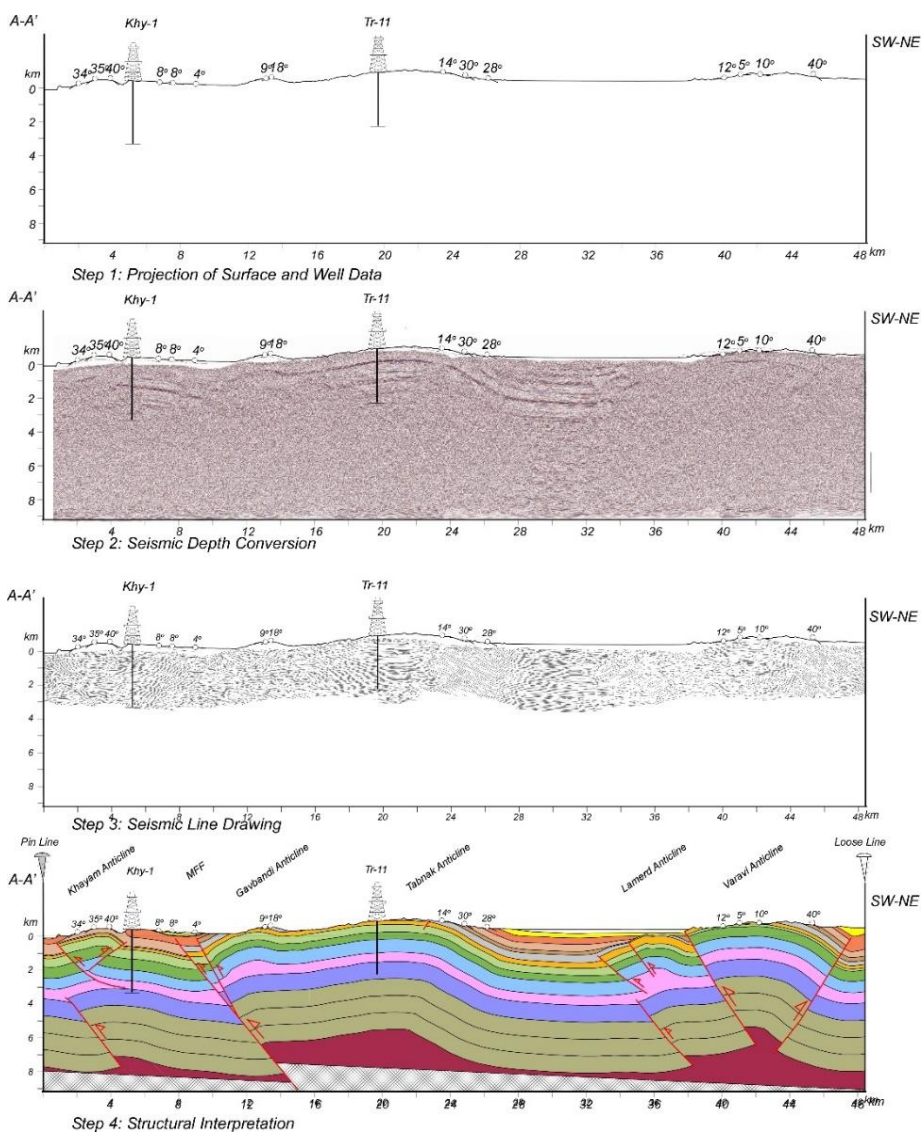 A-A'
Khy-1
Tr-11
SW-NE
34° 35° 40° 8° 8° 4° 9° 18° 14° 30° 28° 12° 5° 10° 40°
km
0
2
4
6
8
4 8 12 16 20 24 28 32 36 40 44 48 km
Step 1: Projection of Surface and Well Data
A-A'
Khy-1
Tr-11
SW-NE
34° 35° 40° 8° 8° 4° 9° 18° 14° 30° 28° 12° 5° 10° 40°
km
0
2
4
6
8
4 8 12 16 20 24 28 32 36 40 44 48 km
Step 2: Seismic Depth Conversion
A-A'
Khy-1
Tr-11
SW-NE
34° 35° 40° 8° 8° 4° 9° 18° 14° 30° 28° 12° 5° 10° 40°
km
0
2
4
6
8
4 8 12 16 20 24 28 32 36 40 44 48 km
Step 3: Seismic Line Drawing
Pin Line
Loose Line
A-A'
Khayam Anticline
Khy-1
MFF
Gavbandi Anticline
Tr-11
Tabnak Anticline
Lamerd Anticline
Varavi Anticline
SW-NE
34° 35° 40° 8° 8° 4° 9° 18° 14° 30° 28° 12° 5° 10° 40°
km
0
2
4
6
8
4 8 12 16 20 24 28 32 36 40 44 48 km
Step 4: Structural Interpretation